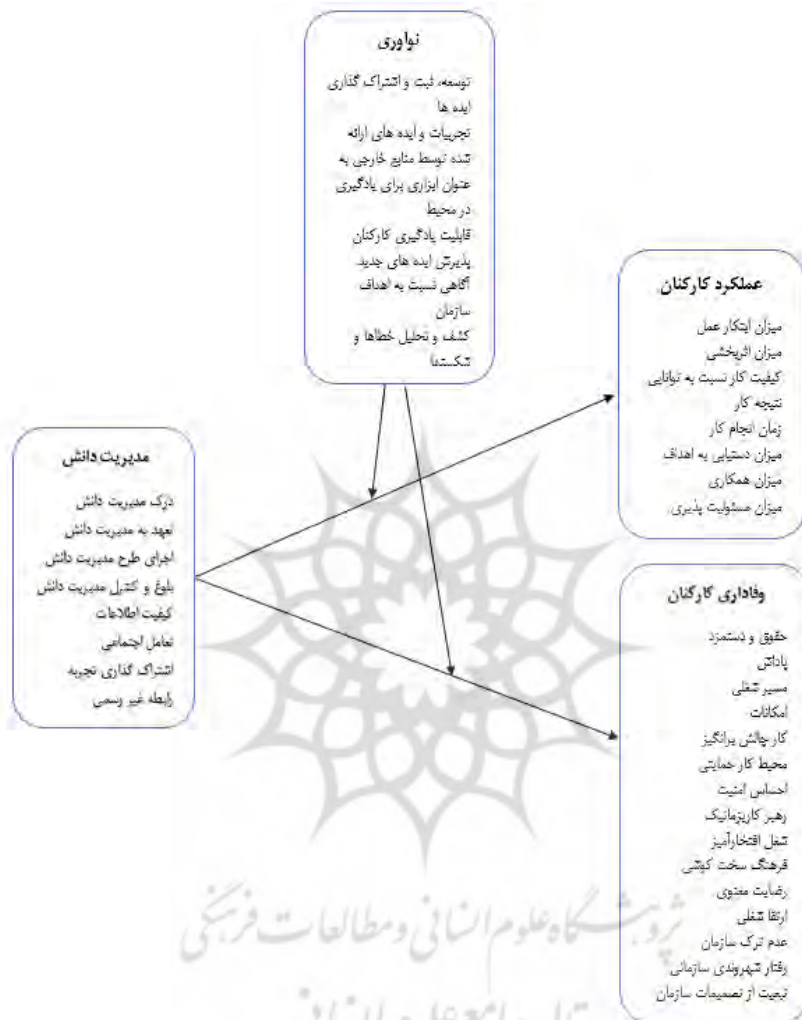 نوآوری
توسعه، ثبت و اشتراک گذاری
ایده ها
تجربیات و ایده های ارائه
شده توسط منابع خارجی به
عنوان ابزاری برای یادگیری
در محیط
قابلیت یادگیری کارکنان
پذیرش ایده های جدید
آگاهی نسبت به اهداف
سازمان
کشف و تحلیل خطاها و
شکستها
عملکرد کارکنان
میزان ابتکار عمل
میزان اثربخشی
کیفیت کار نسبت به توانایی
نتیجه کار
زمان انجام کار
میزان دستیابی به اهداف
میزان همکاری
میزان مسئولیت پذیری
مدیریت دانش
درک مدیریت دانش
تعهد به مدیریت دانش
اجرای طرح مدیریت دانش
بلوغ و کنترل مدیریت دانش
کیفیت اطلاعات
تعامل اجتماعی
اشتراک گذاری تجربه
رابطه غیر رسمی
وفاداری کارکنان
حقوق و دستمزد
پاداش
مسیر شغلی
امکانات
کار چالش برانگیز
محیط کار حمایتی
احساس امنیت
رهبر کاریزماتیک
شغل افتخارآمیز
فرهنگ سخت کوشی
رضایت معنوی
ارتقا شغلی
عدم ترک سازمان
رفتار شهروندی سازمانی
تبعیت از تصمیمات سازمان
پژوهشگاه علوم انسانی و مطالعات فرهنگی